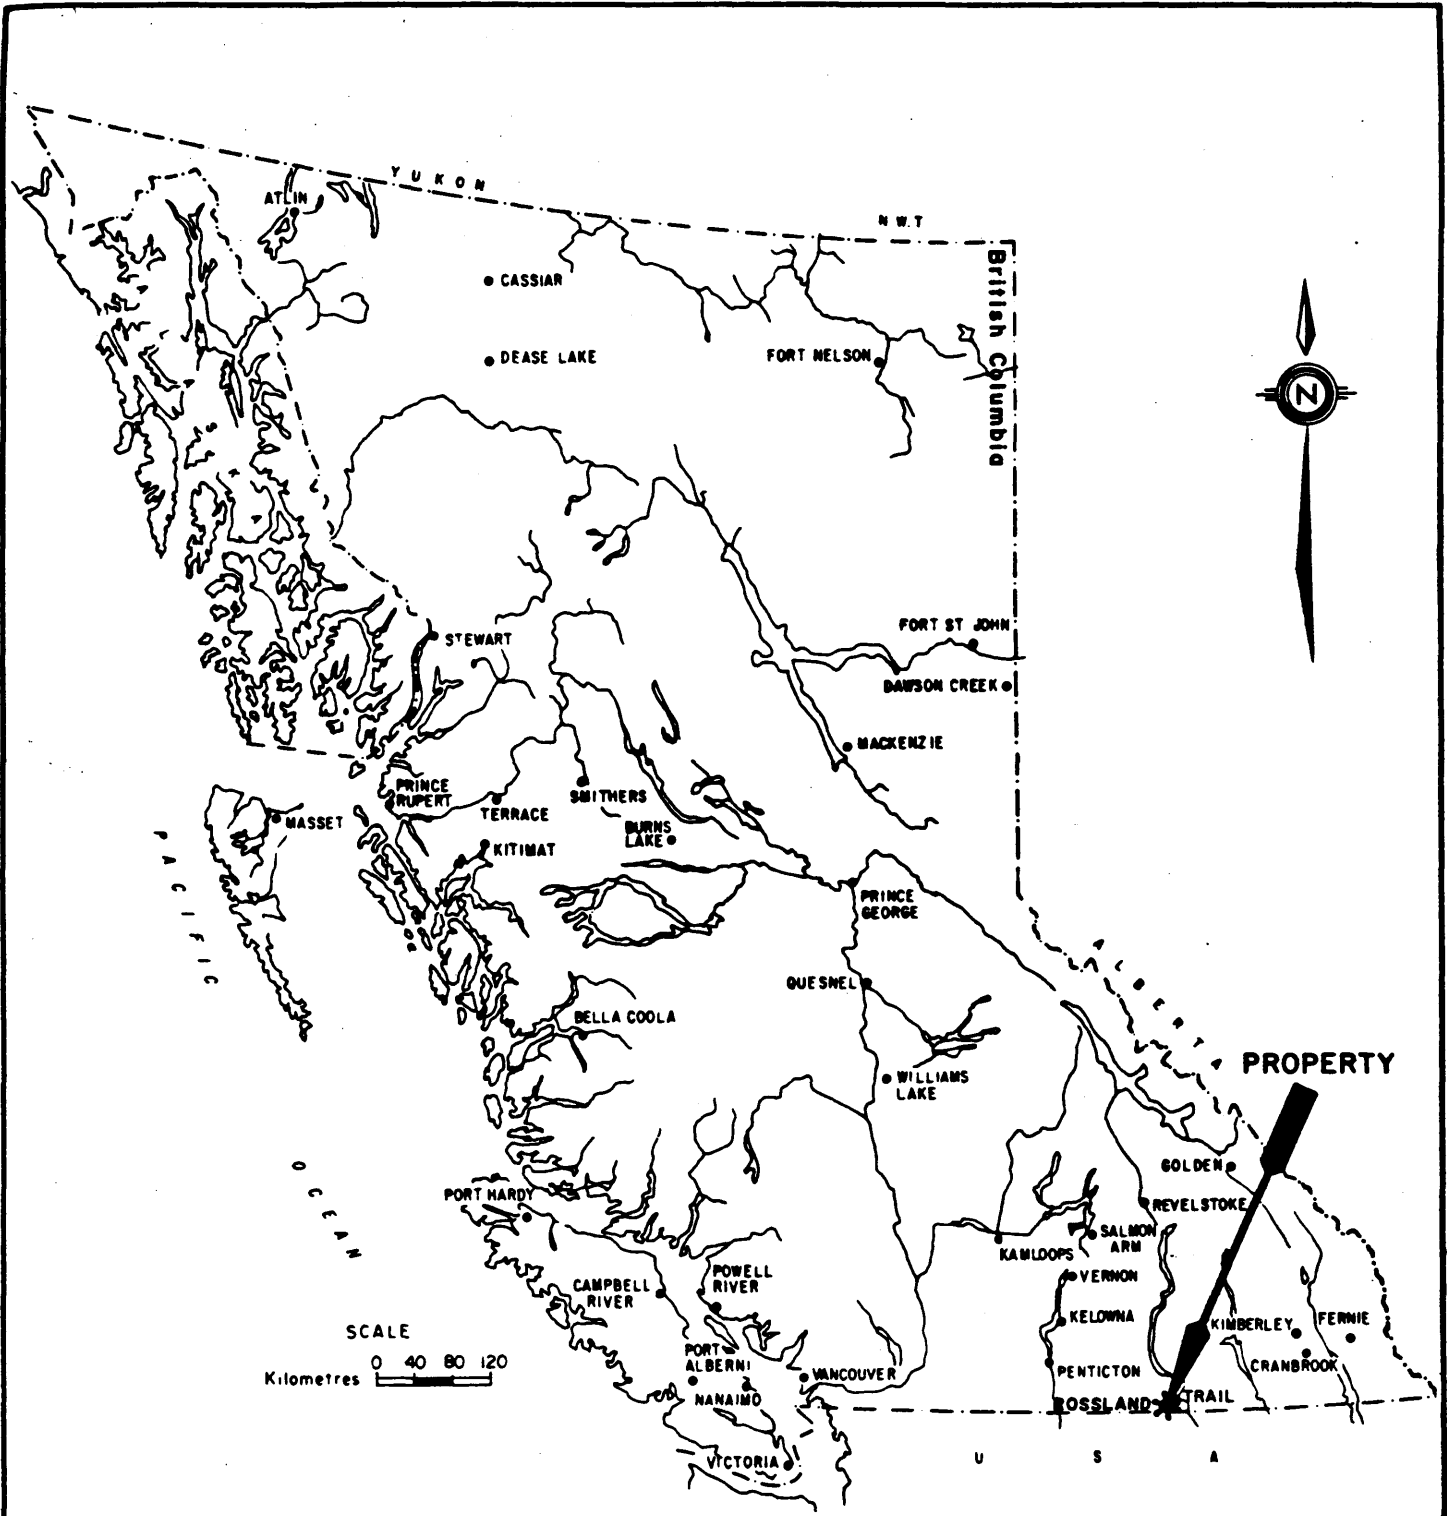 YUKON
N.W.T
ATLIN
CASSIAR
British Columbia
DEASE LAKE
FORT NELSON
N
ALASKA
FORT ST JOHN
STEWART
DAWSON CREEK
MACKENZIE
PRINCE
RUPERT
SMITHERS
TERRACE
MASSET
BURNS
LAKE
KITIMAT
PACIFIC
PRINCE
GEORGE
ALBERTA
QUESNEL
BELLA COOLA
PROPERTY
WILLIAMS
LAKE
OCEAN
GOLDEN
PORT HARDY
REVELSTOKE
SALMON
ARM
KAMLOOPS
POWELL
RIVER
VERNON
CAMPBELL
RIVER
KELOWNA
KIMBERLEY
FERNIE
SCALE
PORT
ALBERNI
0 40 80 120
Kilometres
CRANBROOK
PENTICTON
VANCOUVER
NANAIMO
ROSSLAND
TRAIL
USA
VICTORIA